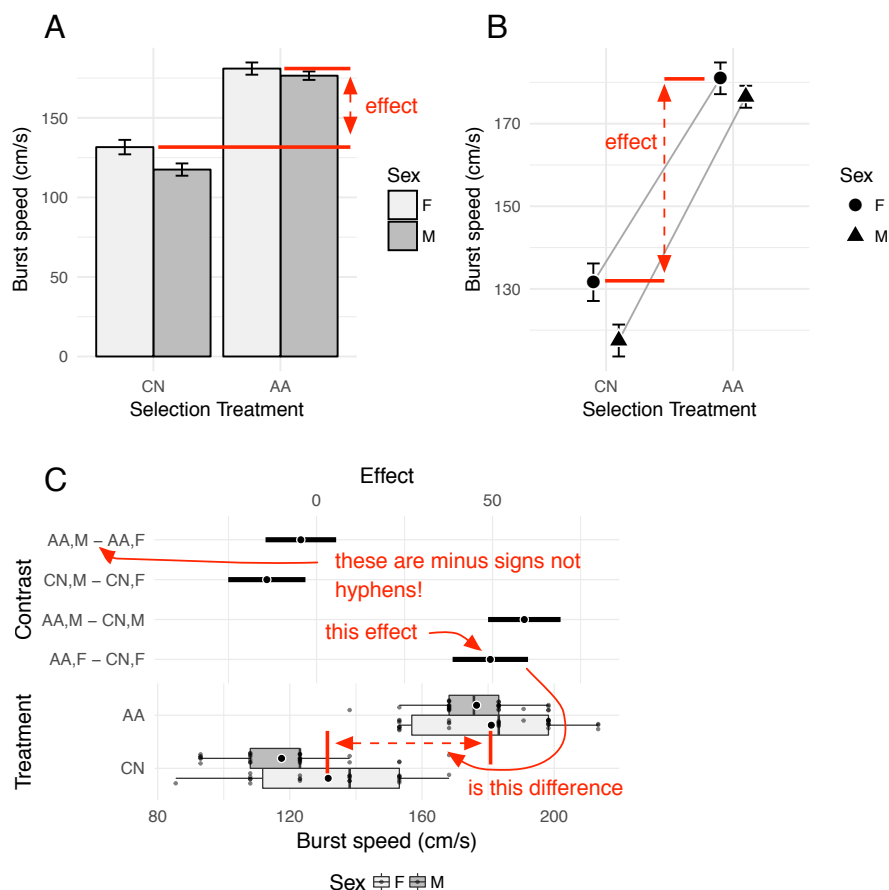 A
B
Burst speed (cm/s)
150
100
50
0
CN
AA
Selection Treatment
effect
Sex
F
M
Burst speed (cm/s)
170
150
130
CN
AA
Selection Treatment
effect
Sex
F
M
C
Effect
0
50
Contrast
AA,M − AA,F
CN,M − CN,F
AA,M − CN,M
AA,F − CN,F
these are minus signs not
hyphens!
this effect
Treatment
AA
CN
is this difference
80
120
160
200
Burst speed (cm/s)
Sex F M